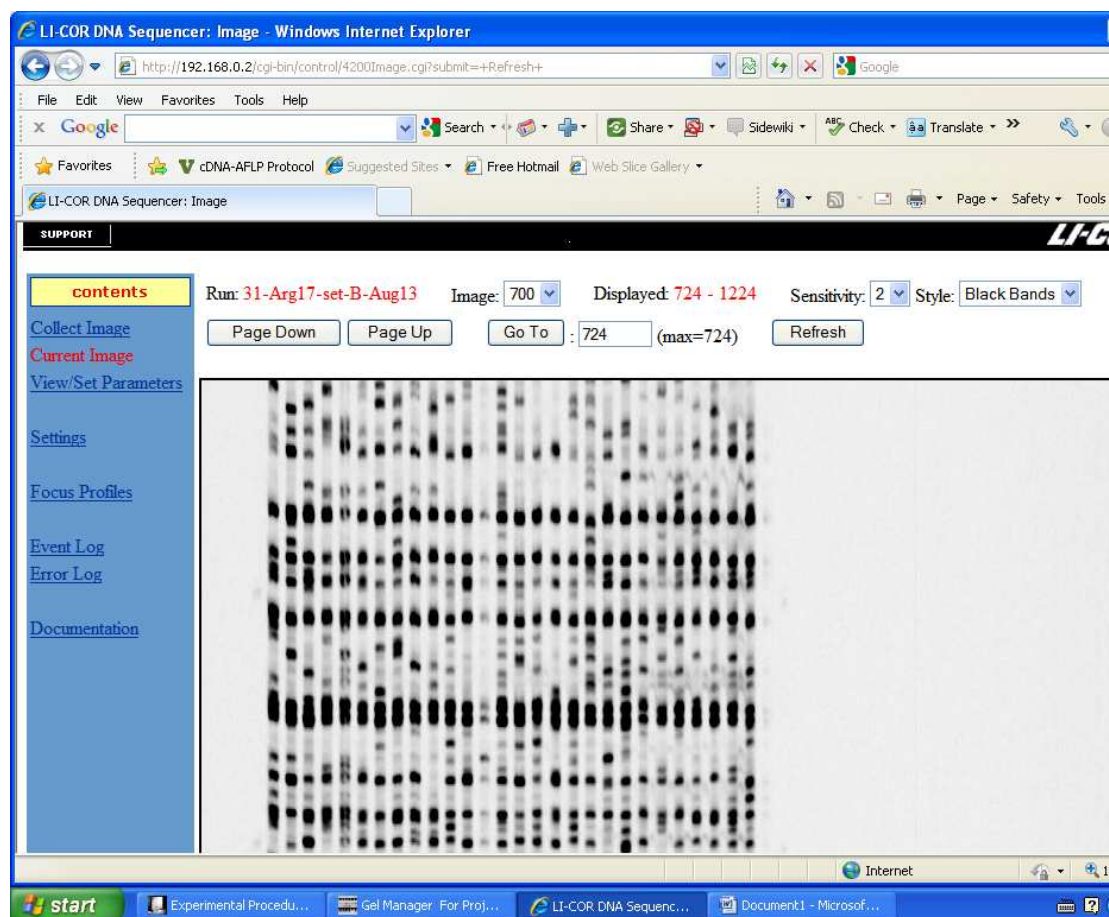 LI-COR DNA Sequencer: Image - Windows Internet Explorer
http://192.168.0.2/cgi-bin/control/4200Image.cgi?submit=+Refresh+
Google
File Edit View Favorites Tools Help
x Google Search Share Sidewiki Check Translate »
Favorites cDNA-AFLP Protocol Suggested Sites Free Hotmail Web Slice Gallery
LI-COR DNA Sequencer: Image
Page Safety Tools
SUPPORT
contents
Run: 31-Arg17-set-B-Aug13 Image: 700 Displayed: 724 - 1224 Sensitivity: 2 Style: Black Bands
Collect Image
Page Down Page Up Go To : 724 (max=724) Refresh
Current Image
View/Set Parameters
Settings
Focus Profiles
Event Log
Error Log
Documentation
Internet
start Experimental Procedu... Gel Manager For Proj... LI-COR DNA Sequenc... Document1 - Microsof...